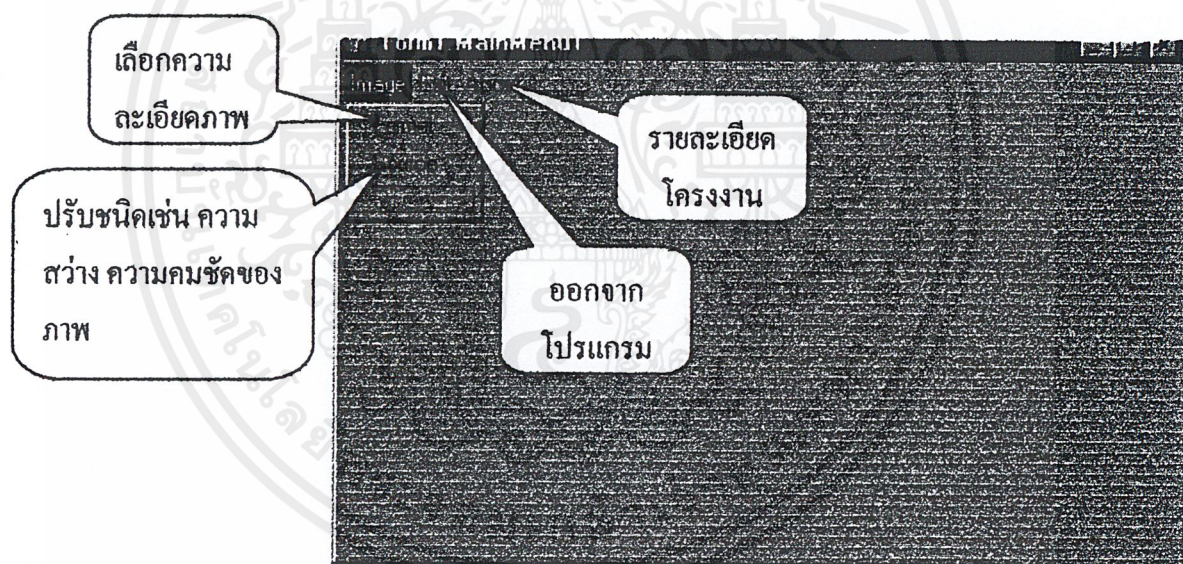 เลือกความ
ละเอียดภาพ
Image
รายละเอียด
โครงงาน
ปรับชนิดเช่น ความ
สว่าง ความคมชัดของ
ภาพ
ออกจาก
โปรแกรม